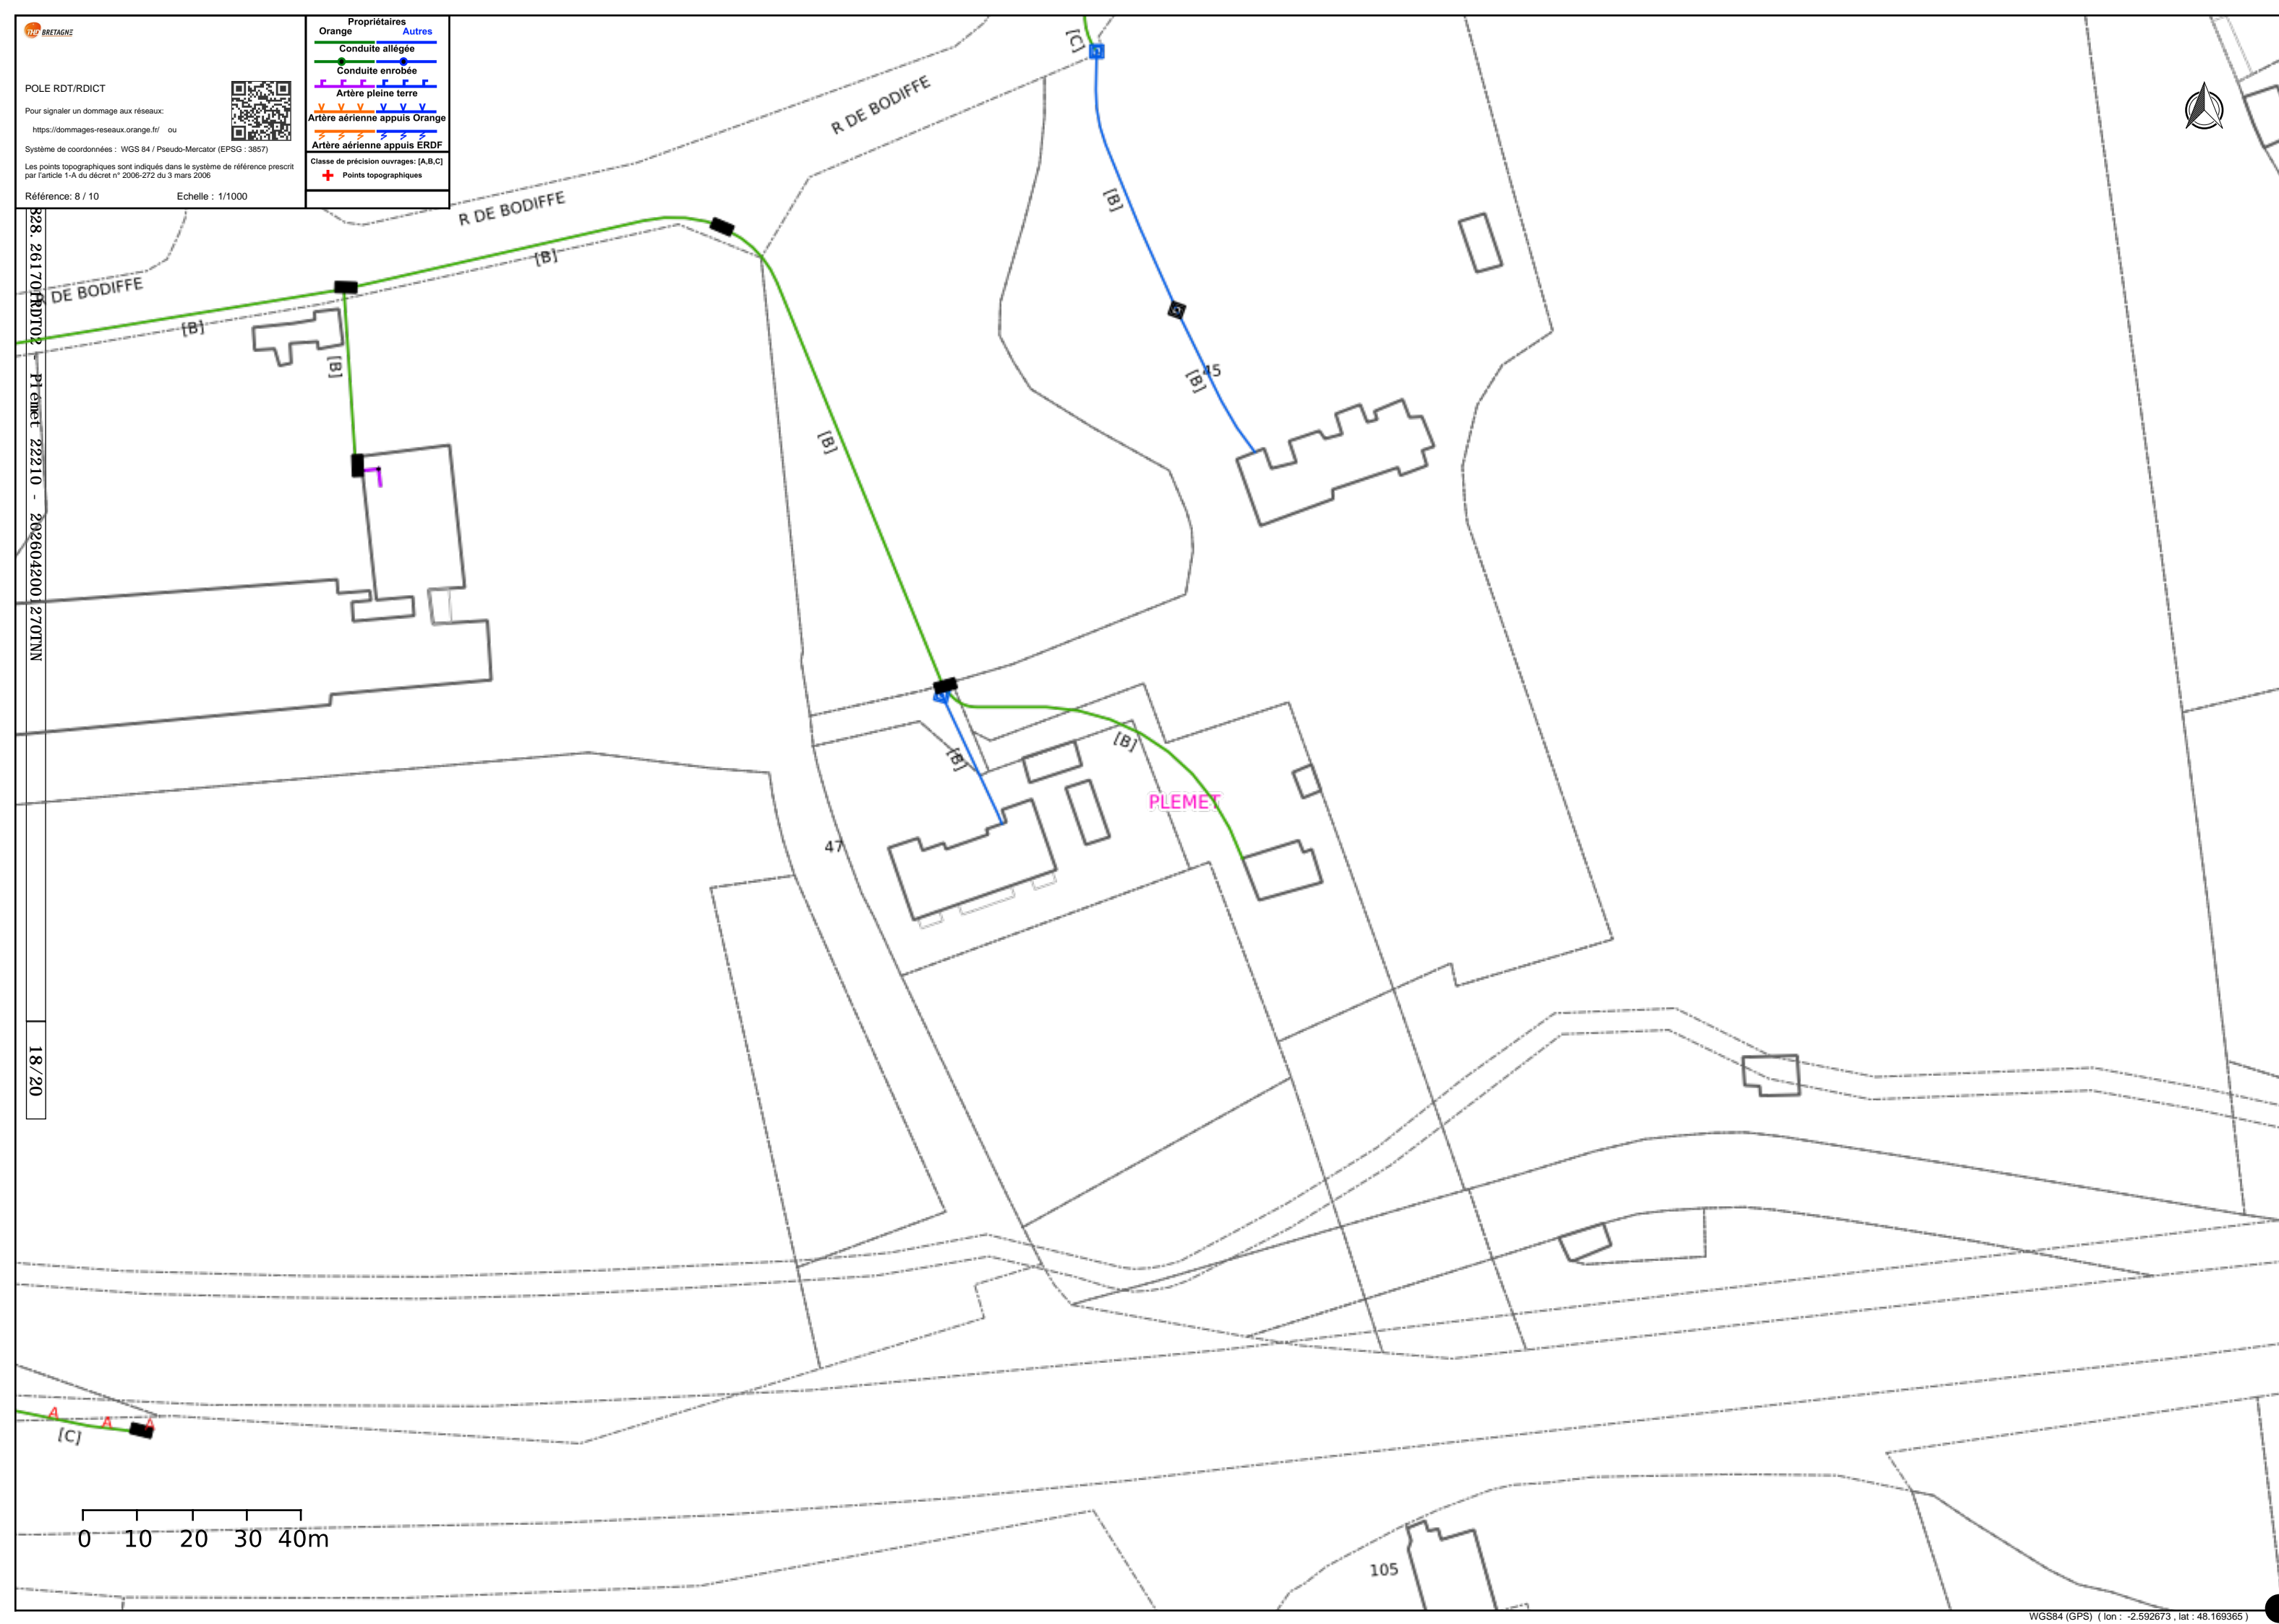 THD BRETAGNE
POLE RDT/RDICT
Pour signaler un dommage aux réseaux:
https://dommages-reseaux.orange.fr/ ou
Système de coordonnées : WGS 84 / Pseudo-Mercator (EPSG : 3857)
Les points topographiques sont indiqués dans le système de référence prescrit
par l'article 1-A du décret n° 2006-272 du 3 mars 2006
Référence: 8 / 10 Echelle : 1/1000
Propriétaires
Orange Autres
Conduite allégée
Conduite enrobée
Artère pleine terre
Artère aérienne appuis Orange
Artère aérienne appuis ERDF
Classe de précision ouvrages: [A,B,C]
Points topographiques
[C]
R DE BODIFFE
R DE BODIFFE
R DE BODIFFE
[B]
[B]
[B]
[B]
[B]
[B]
45
[B]
[B]
PLEMET
47
828. 261701RDT02 - Plemet 22210 - 2026042001270TNN
18/20
A
A
A
[C]
0 10 20 30 40m
105
WGS84 (GPS) ( lon : -2.592673 , lat : 48.169365 )